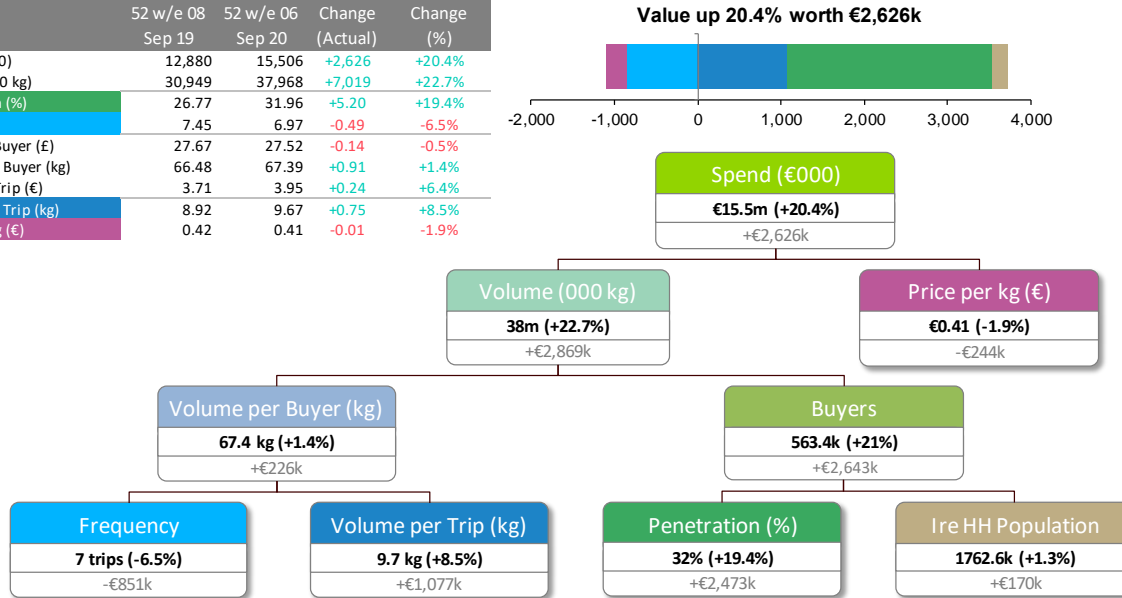 52 w/e 08 52 w/e 06 Change Change
Sep 19 Sep 20 (Actual) (%)
0) 12,880 15,506 +2,626 +20.4%
0 kg) 30,949 37,968 +7,019 +22.7%
(%) 26.77 31.96 +5.20 +19.4%
7.45 6.97 -0.49 -6.5%
Buyer (£) 27.67 27.52 -0.14 -0.5%
Buyer (kg) 66.48 67.39 +0.91 +1.4%
Trip (€) 3.71 3.95 +0.24 +6.4%
Trip (kg) 8.92 9.67 +0.75 +8.5%
(€) 0.42 0.41 -0.01 -1.9%
Value up 20.4% worth €2,626k
-2,000 -1,000 0 1,000 2,000 3,000 4,000
Spend (€000)
€15.5m (+20.4%)
+€2,626k
Volume (000 kg)
38m (+22.7%)
+€2,869k
Price per kg (€)
€0.41 (-1.9%)
-€244k
Volume per Buyer (kg)
67.4 kg (+1.4%)
+€226k
Buyers
563.4k (+21%)
+€2,643k
Frequency
7 trips (-6.5%)
-€851k
Volume per Trip (kg)
9.7 kg (+8.5%)
+€1,077k
Penetration (%)
32% (+19.4%)
+€2,473k
Ire HH Population
1762.6k (+1.3%)
+€170k